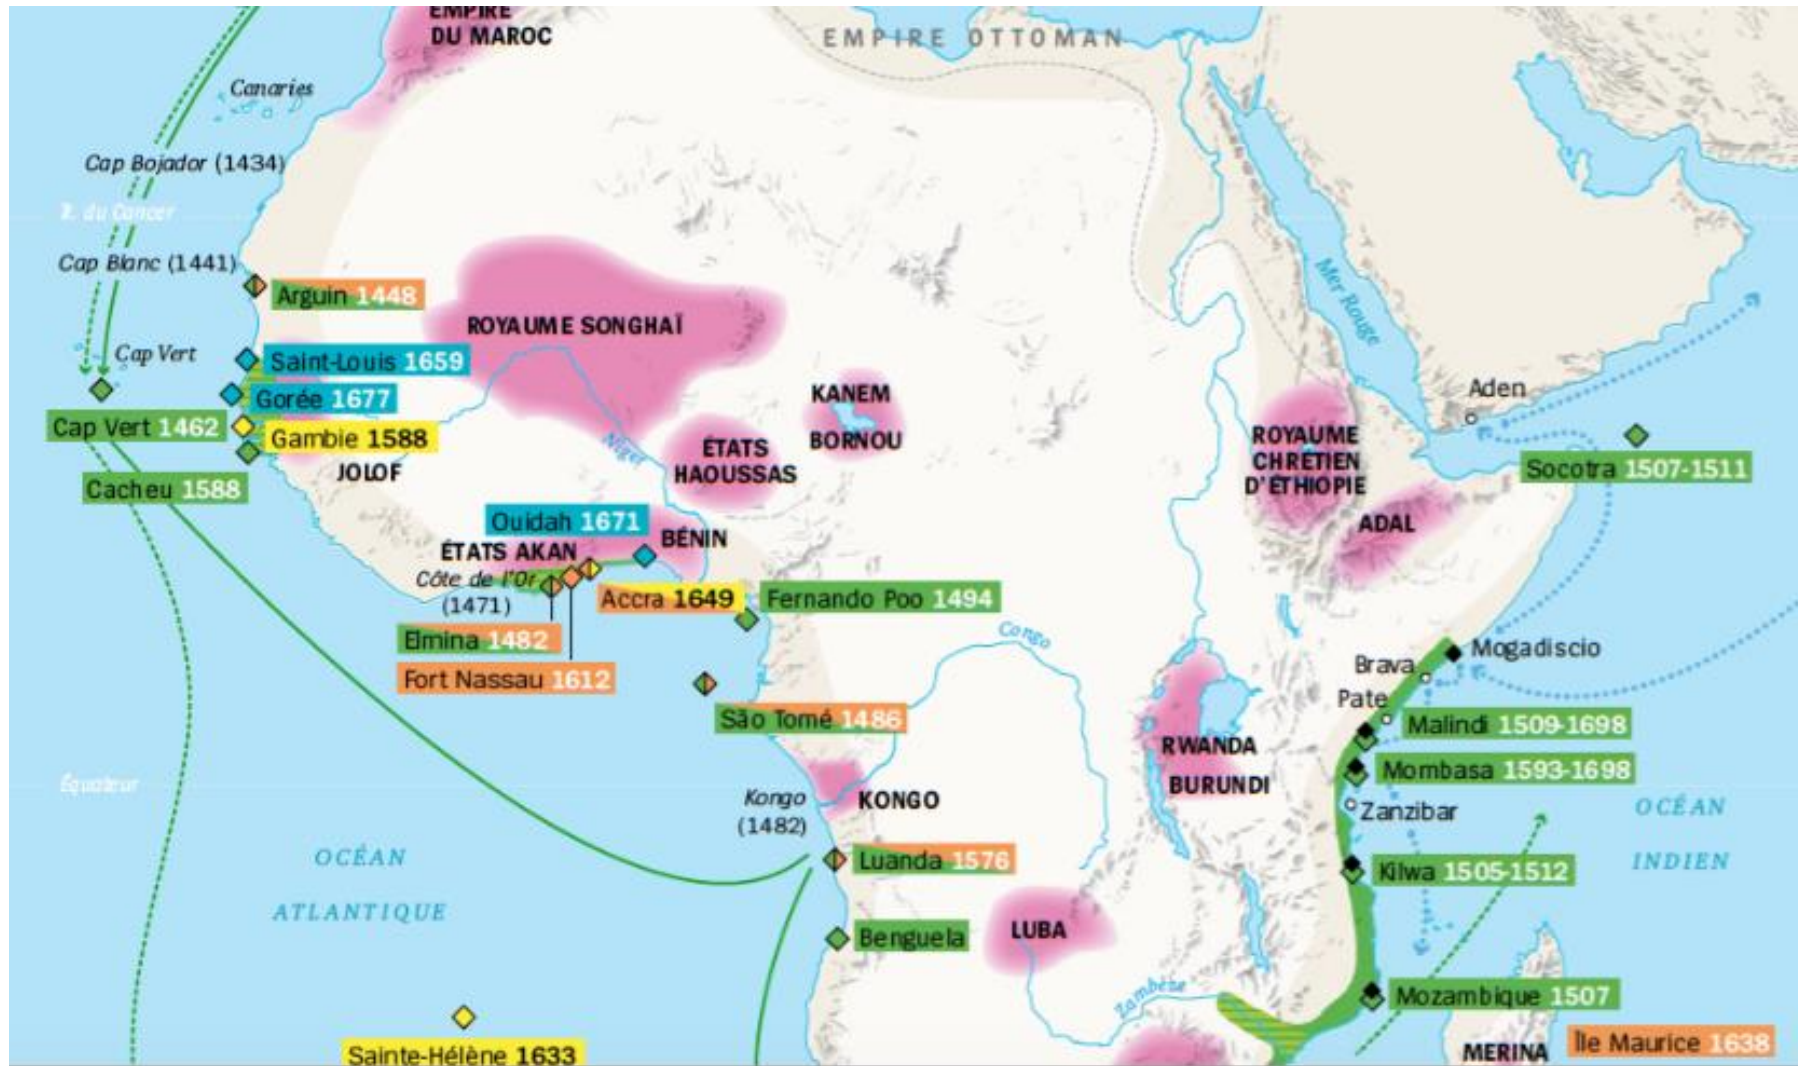 EMPIRE
DU MAROC
EMPIRE OTTOMAN
Canaries
Cap Bojador (1434)
T. du Cancer
Cap Blanc (1441)
Arguin 1448
Mer Rouge
ROYAUME SONGHAÏ
Cap Vert
Saint-Louis 1659
Gorée 1677
Cap Vert 1462
Gambie 1588
JOLOF
Cacheu 1588
Niger
KANEM
BORNOU
ÉTATS
HAOUSSAS
Aden
ROYAUME
CHRÉTIEN
D'ÉTHIOPIE
Socotra 1507-1511
ADAL
Ouidah 1671
BÉNIN
ÉTATS AKAN
Côte de l'Or
(1471)
Accra 1649
Fernando Poo 1494
Elmina 1482
Fort Nassau 1612
São Tomé 1486
Congo
Mogadiscio
Brava
Pate
Malindi 1509-1698
RWANDA
BURUNDI
Mombasa 1593-1698
Équateur
Kongo
(1482)
KONGO
Zanzibar
OCÉAN
INDIEN
OCÉAN
ATLANTIQUE
Luanda 1576
Kilwa 1505-1512
Benguela
LUBA
Zambèze
Mozambique 1507
Sainte-Hélène 1633
MERINA
Île Maurice 1638